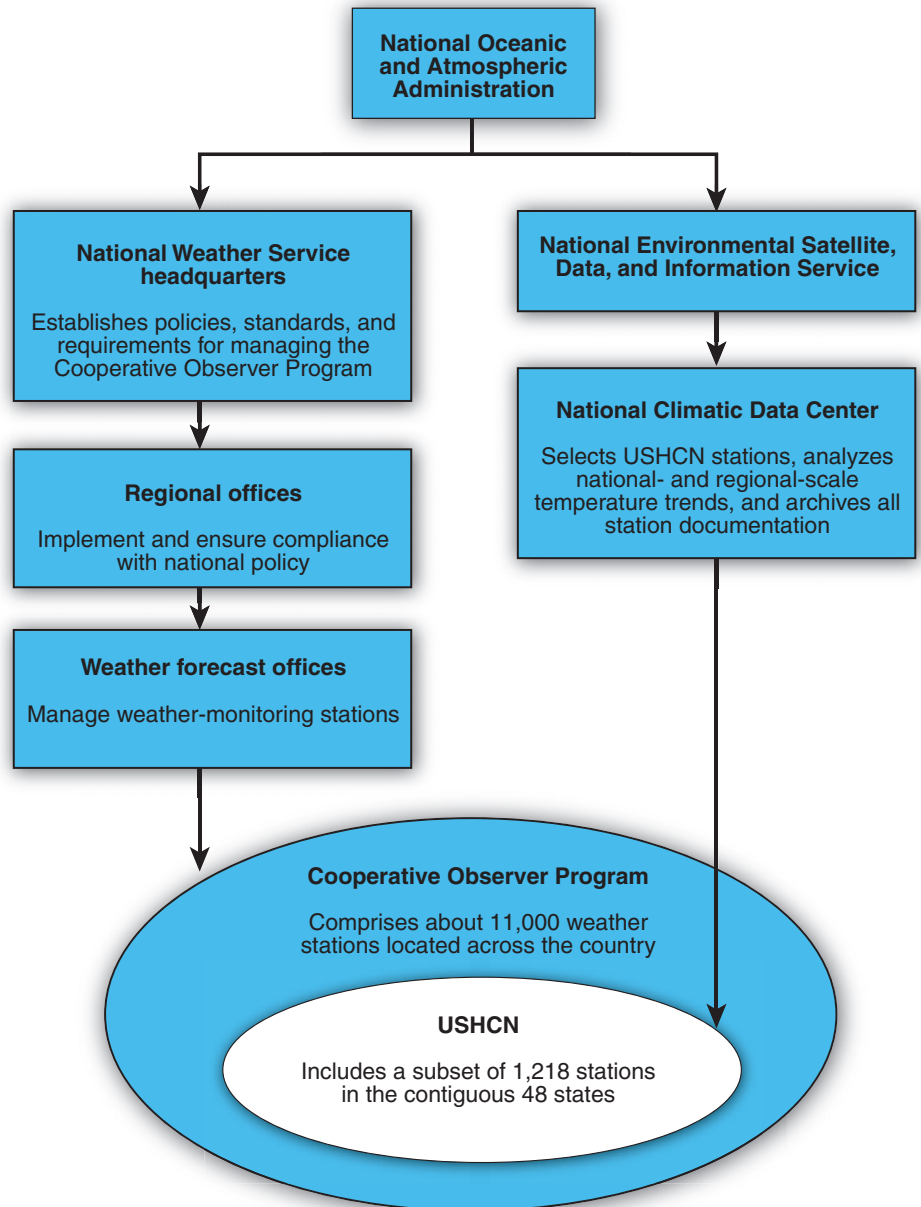 National Oceanic
and Atmospheric
Administration
National Weather Service
headquarters
Establishes policies, standards, and
requirements for managing the
Cooperative Observer Program
National Environmental Satellite,
Data, and Information Service
National Climatic Data Center
Selects USHCN stations, analyzes
national- and regional-scale
temperature trends, and archives all
station documentation
Regional offices
Implement and ensure compliance
with national policy
Weather forecast offices
Manage weather-monitoring stations
Cooperative Observer Program
Comprises about 11,000 weather
stations located across the country
USHCN
Includes a subset of 1,218 stations
in the contiguous 48 states